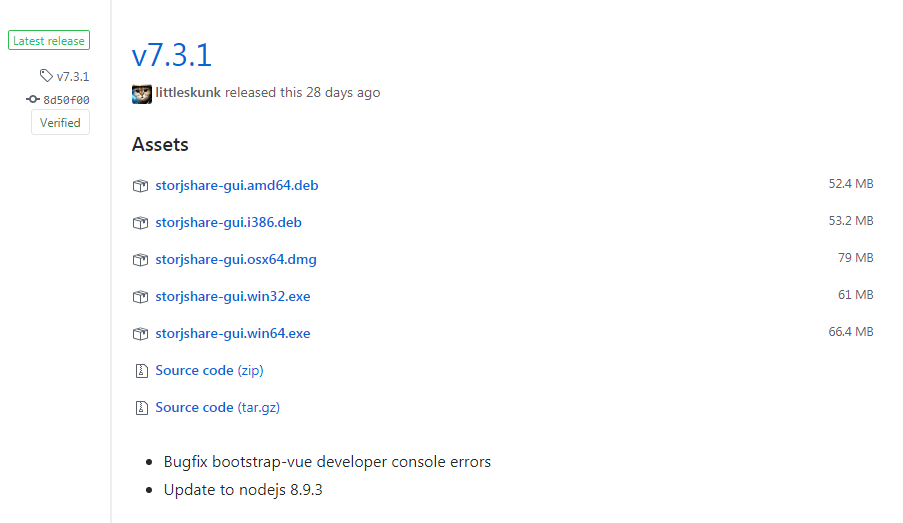 Latest release
v7.3.1
8d50f00
Verified
v7.3.1
littleskunk released this 28 days ago
Assets
storjshare-gui.amd64.deb 52.4 MB
storjshare-gui.i386.deb 53.2 MB
storjshare-gui.osx64.dmg 79 MB
storjshare-gui.win32.exe 61 MB
storjshare-gui.win64.exe 66.4 MB
Source code (zip)
Source code (tar.gz)
• Bugfix bootstrap-vue developer console errors
• Update to nodejs 8.9.3